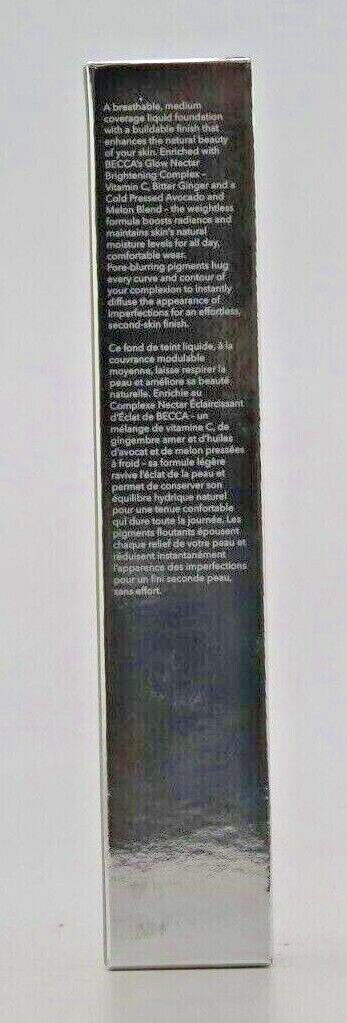 A breathable, medium
coverage liquid foundation
with a buildable finish that
enhances the natural beauty
of your skin. Enriched with
BECCA's Glow Nectar
Brightening Complex –
Vitamin C, Bitter Ginger and a
Cold Pressed Avocado and
Melon Blend - the weightless
formula boosts radiance and
maintains skin's natural
moisture levels for all day,
comfortable wear.
Pore-blurring pigments hug
every curve and contour of
your complexion to instantly
diffuse the appearance of
imperfections for an effortless,
second-skin finish.
Ce fond de teint liquide, à la
couvrance modulable
moyenne, laisse respirer la
peau et améliore sa beauté
naturelle. Enrichie au
Complexe Nectar Éclaircissant
d'Éclat de BECCA - un
mélange de vitamine C, de
gingembre amer et d'huiles
d'avocat et de melon pressées
à froid - sa formule légère
ravive l'éclat de la peau et
permet de conserver son
équilibre hydrique naturel
pour une tenue confortable
qui dure toute la journée. Les
pigments floutants épousent
chaque relief de votre peau et
réduisent instantanément
l'apparence des imperfections
pour un fini seconde peau,
sans effort.